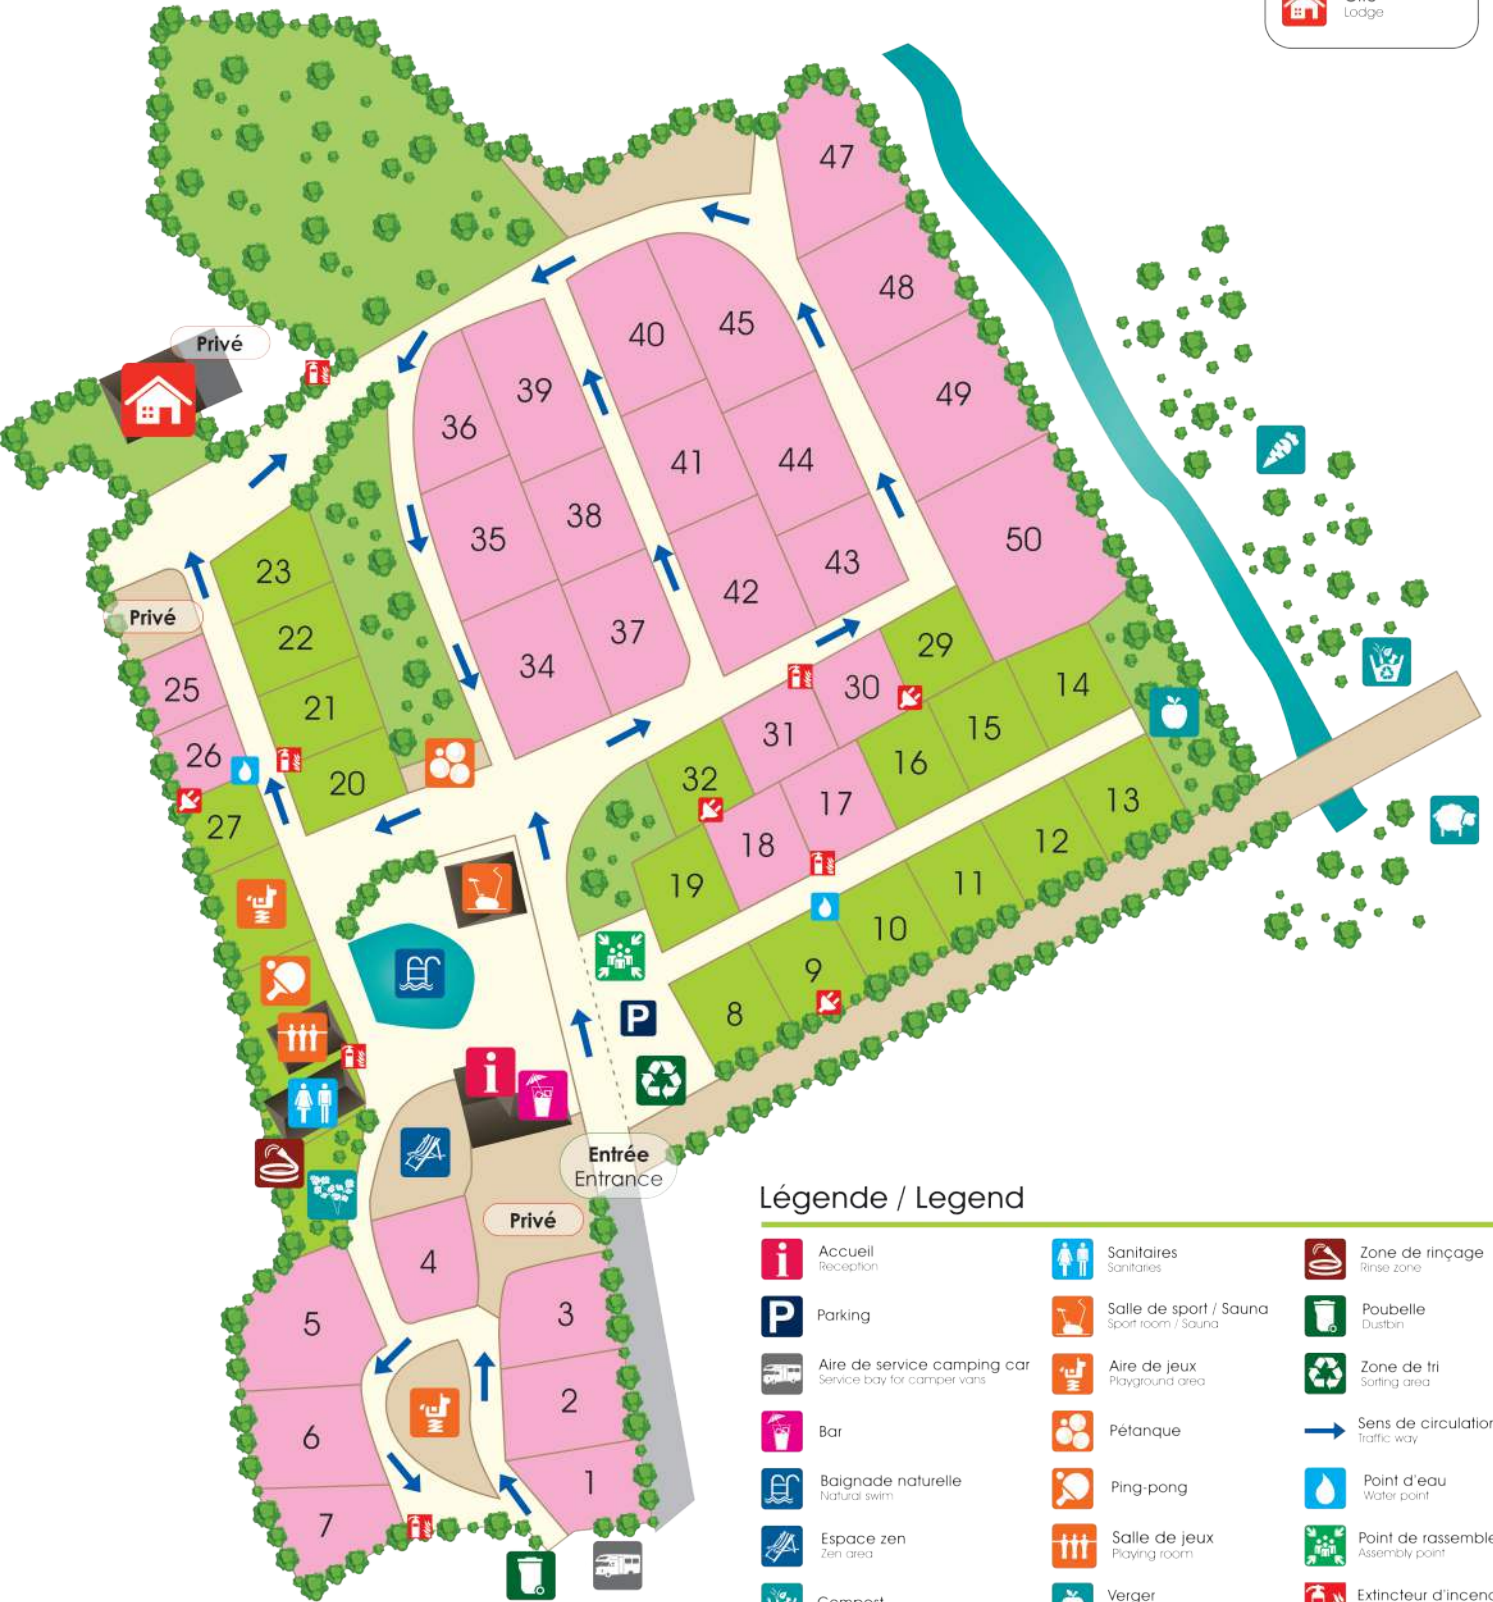 Lodge
47
48
40
45
Privé
39
49
36
41
44
38
35
50
23
43
42
Privé
22
37
29
34
14
25
30
21
15
31
26
16
32
20
17
13
27
12
18
19
11
10
9
8
P
i
Entrée
Entrance
Privé
4
3
5
2
6
1
7
Légende / Legend
i
Accueil
Reception
P
Parking
Aire de service camping car
Service bay for camper vans
Bar
Baignade naturelle
Natural swim
Espace zen
Zen area
Compost
Sanitaires
Sanitaries
Salle de sport / Sauna
Sport room / Sauna
Aire de jeux
Playground area
Pétanque
Ping-pong
Salle de jeux
Playing room
Verger
Zone de rinçage
Rinse zone
Poubelle
Dustbin
Zone de tri
Sorting area
Sens de circulation
Traffic way
Point d'eau
Water point
Point de rassemble
Assembly point
Extincteur d'incend